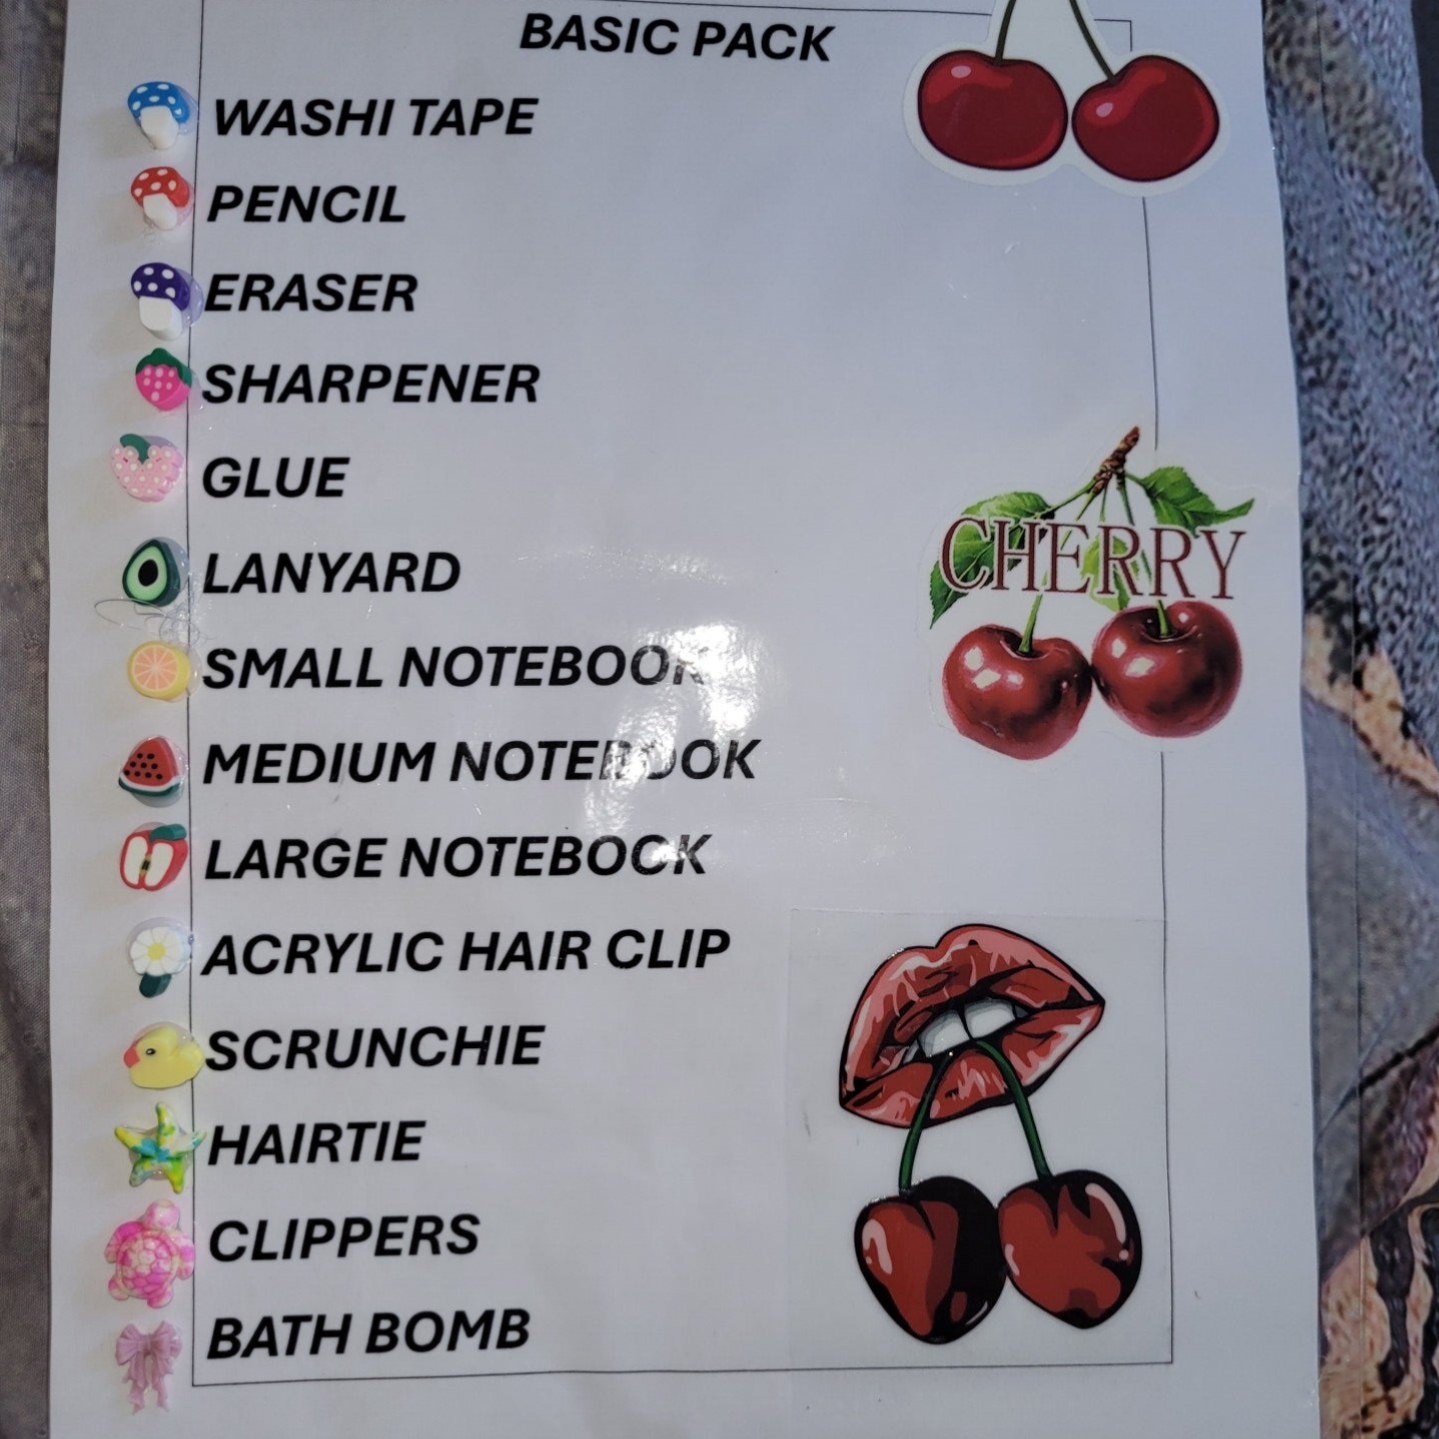 BASIC PACK
WASHI TAPE
PENCIL
ERASER
SHARPENER
GLUE
LANYARD
CHERRY
SMALL NOTEBOOK
MEDIUM NOTEBOOK
LARGE NOTEBOOK
ACRYLIC HAIR CLIP
SCRUNCHIE
HAIRTIE
CLIPPERS
BATH BOMB